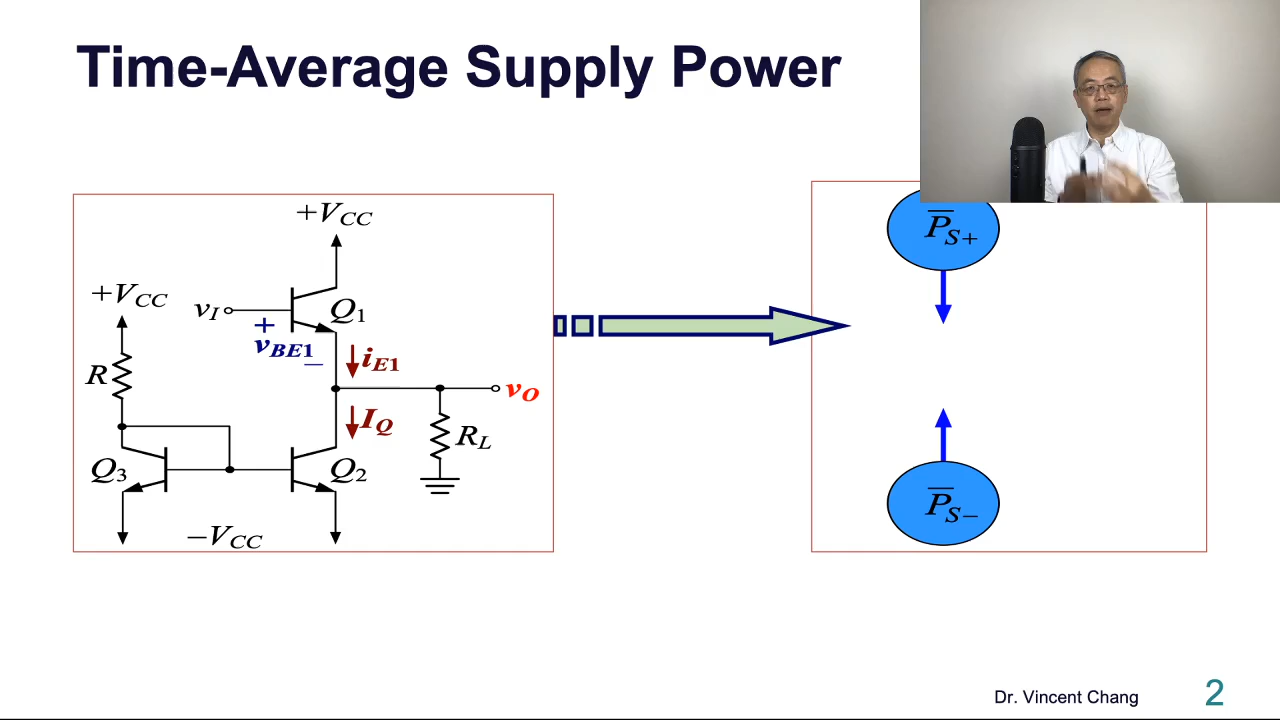 Time-Average Supply Power
+V_CC
+V_CC
v_I
Q_1
+
v_BE1
−
i_E1
R
v_O
I_Q
R_L
Q_3
Q_2
−V_CC
P̅_S+
P̅_S−
Dr. Vincent Chang
2